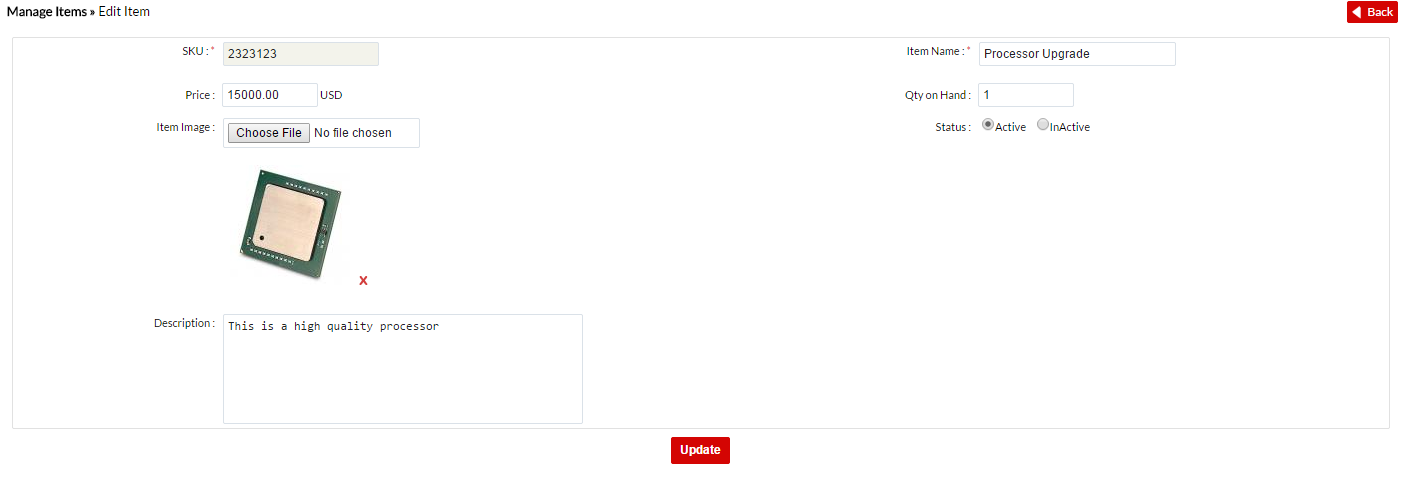 Manage Items » Edit Item
Back
SKU :* 2323123
Item Name :* Processor Upgrade
Price : 15000.00 USD
Qty on Hand : 1
Item Image : Choose File No file chosen
Status : Active InActive
x
Description : This is a high quality processor
Update